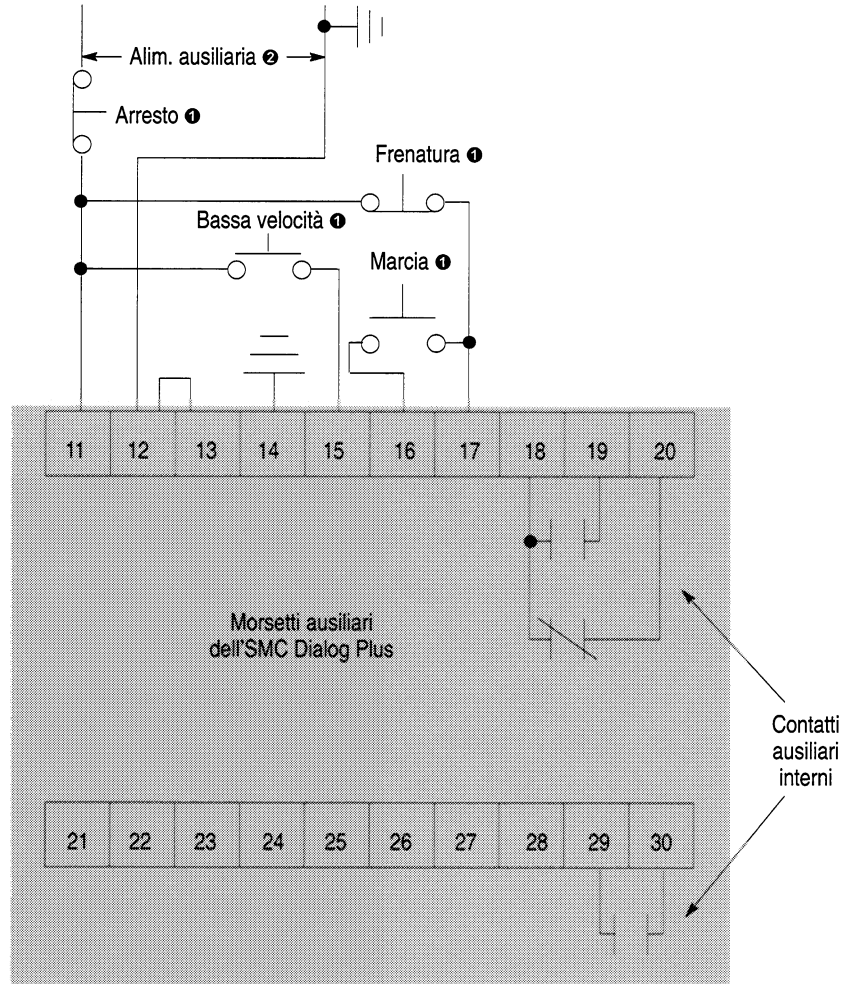 Alim. ausiliaria ❷
Arresto ❶
Frenatura ❶
Bassa velocità ❶
Marcia ❶
11 12 13 14 15 16 17 18 19 20
Morsetti ausiliari
dell'SMC Dialog Plus
Contatti
ausiliari
interni
21 22 23 24 25 26 27 28 29 30